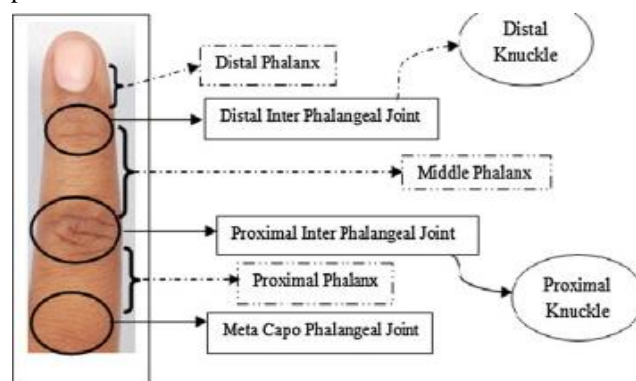 Distal
Knuckle
Distal Phalanx
Distal Inter Phalangeal Joint
Middle Phalanx
Proximal Inter Phalangeal Joint
Proximal Phalanx
Proximal
Knuckle
Meta Capo Phalangeal Joint